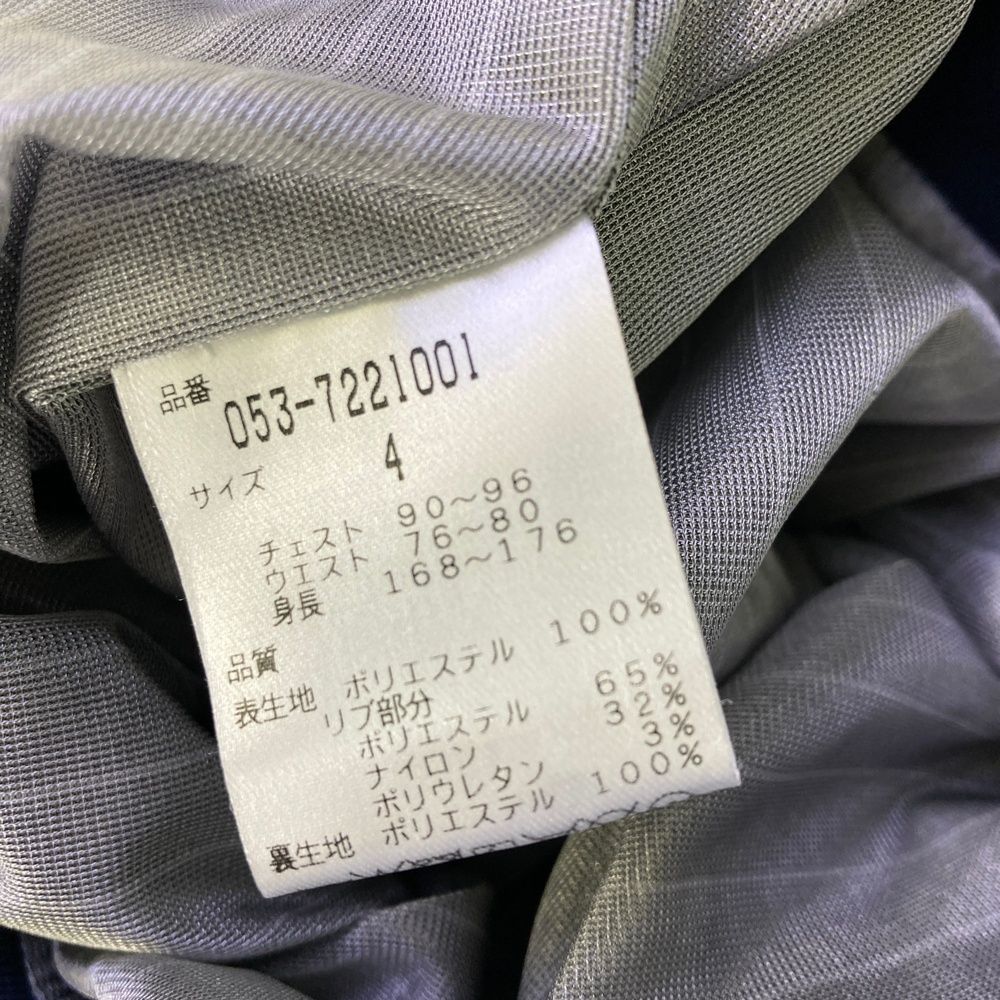 品番 053-7221001
サイズ 4
チェスト 90～96
ウエスト 76～80
身長 168～176
品質
表生地 ポリエステル 100%
リブ部分
ポリエステル 65%
ナイロン 32%
ポリウレタン 3%
裏生地 ポリエステル 100%